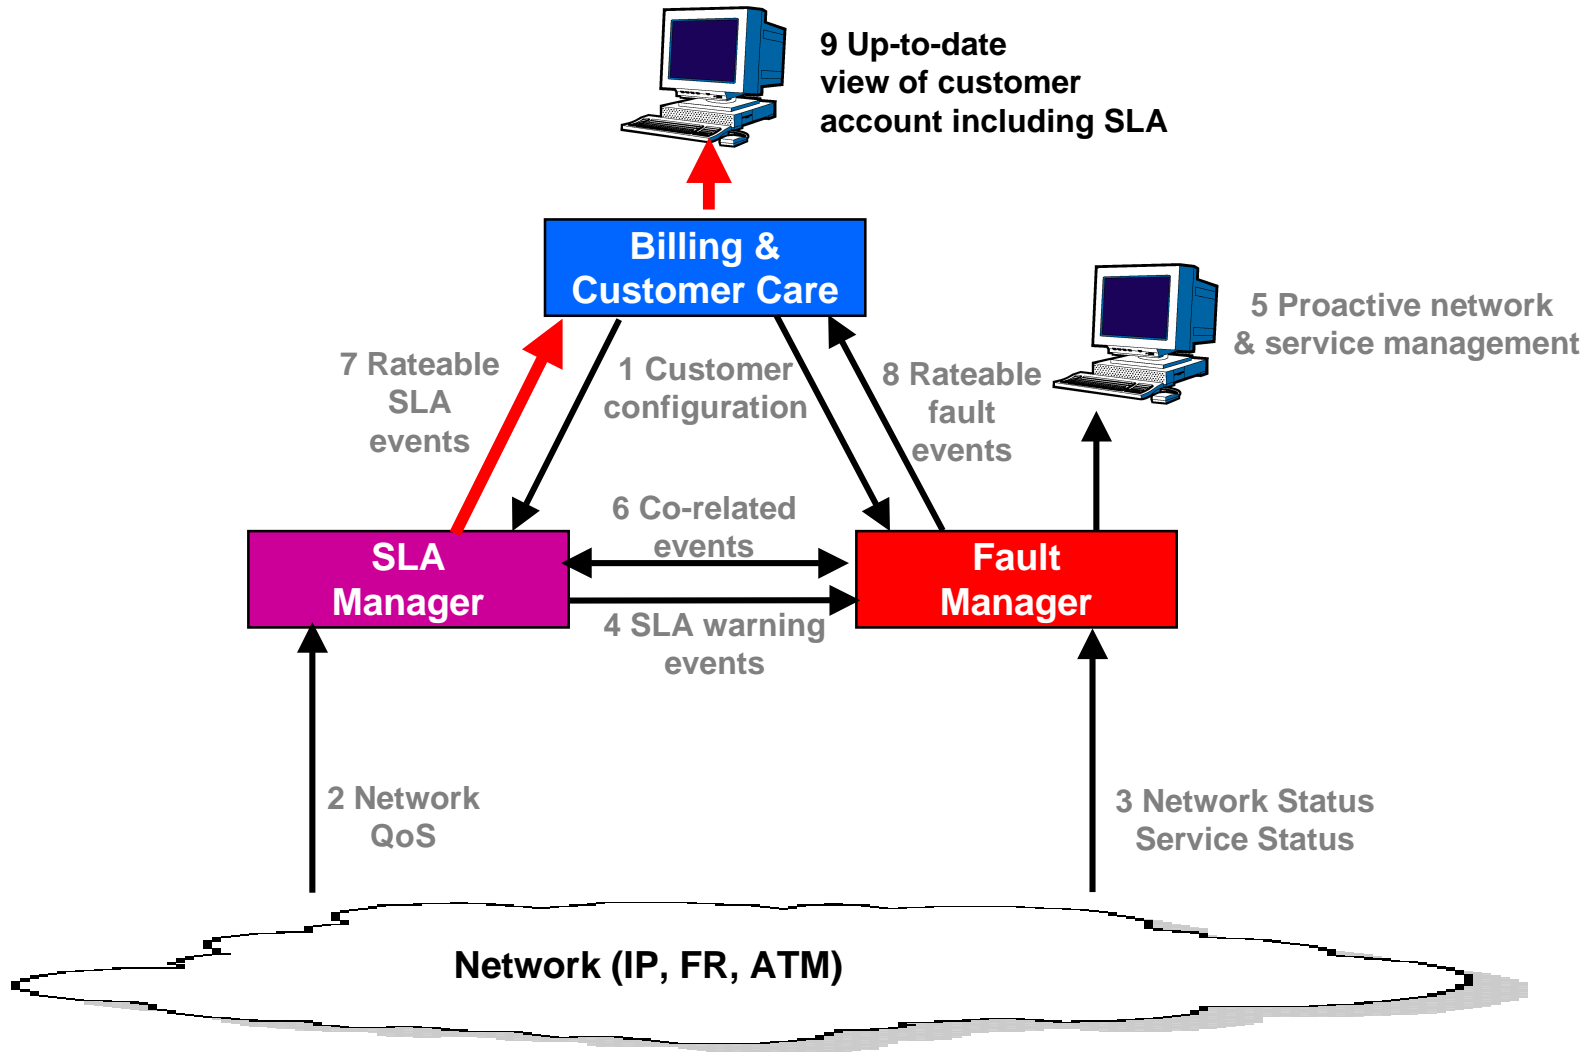 9 Up-to-date
view of customer
account including SLA
Billing &
Customer Care
5 Proactive network
& service management
7 Rateable
SLA
events
1 Customer
configuration
8 Rateable
fault
events
6 Co-related
events
SLA
Manager
Fault
Manager
4 SLA warning
events
2 Network
QoS
3 Network Status
Service Status
Network (IP, FR, ATM)